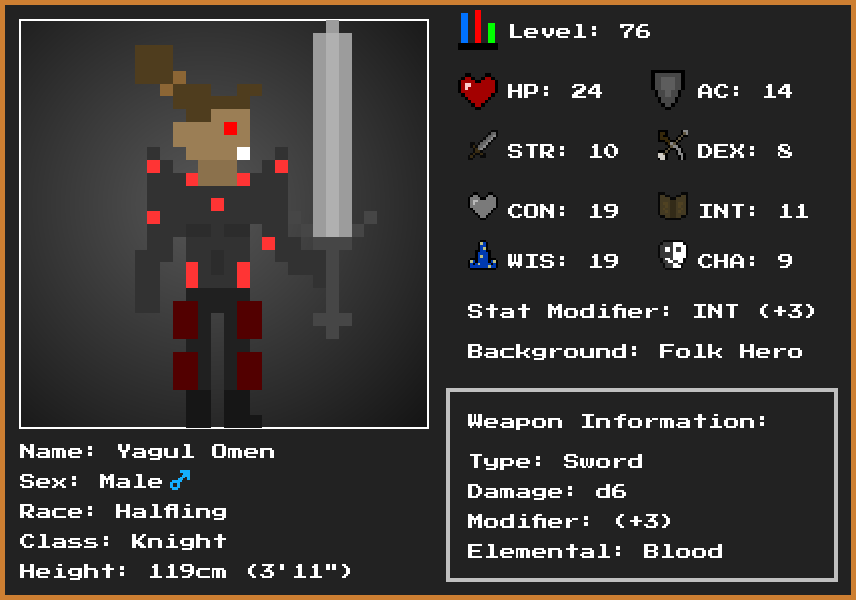 Level: 76
HP: 24 AC: 14
STR: 10 DEX: 8
CON: 19 INT: 11
WIS: 19 CHA: 9
Stat Modifier: INT (+3)
Background: Folk Hero
Weapon Information:
Type: Sword
Damage: d6
Modifier: (+3)
Elemental: Blood
Name: Yagul Omen
Sex: Male ♂
Race: Halfling
Class: Knight
Height: 119cm (3'11")